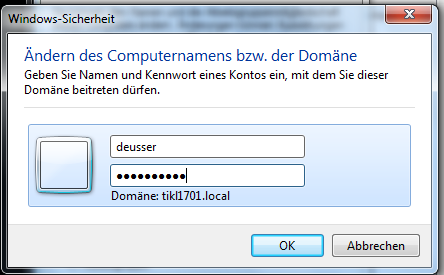 Windows-Sicherheit
Ändern des Computernamens bzw. der Domäne
Geben Sie Namen und Kennwort eines Kontos ein, mit dem Sie dieser
Domäne beitreten dürfen.
deusser
●●●●●●●●●●
Domäne: tikl1701.local
OK Abbrechen